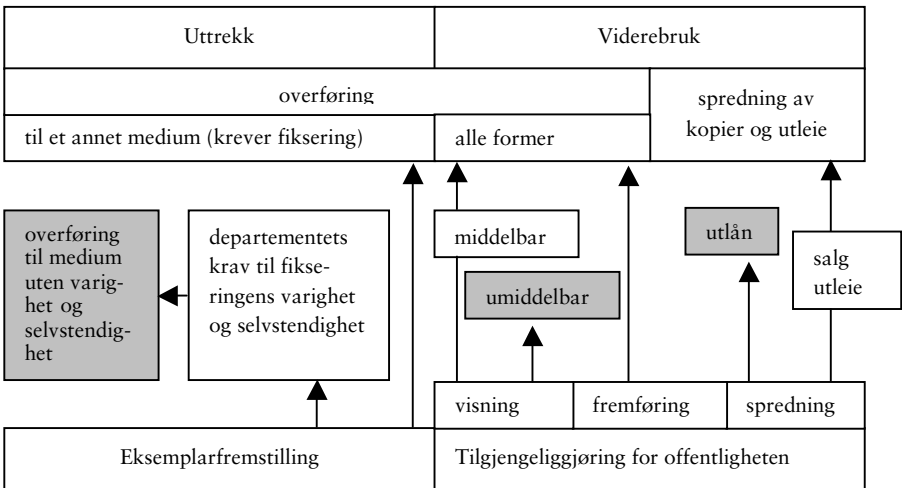 Uttrekk
Viderebruk
overføring
spredning av
kopier og utleie
til et annet medium (krever fiksering)
alle former
overføring
til medium
uten varig-
het og
selvstendig-
het
departementets
krav til fikse-
ringens varighet
og selvstendighet
middelbar
umiddelbar
utlån
salg
utleie
visning
fremføring
spredning
Eksemplarfremstilling
Tilgjengeliggjøring for offentligheten